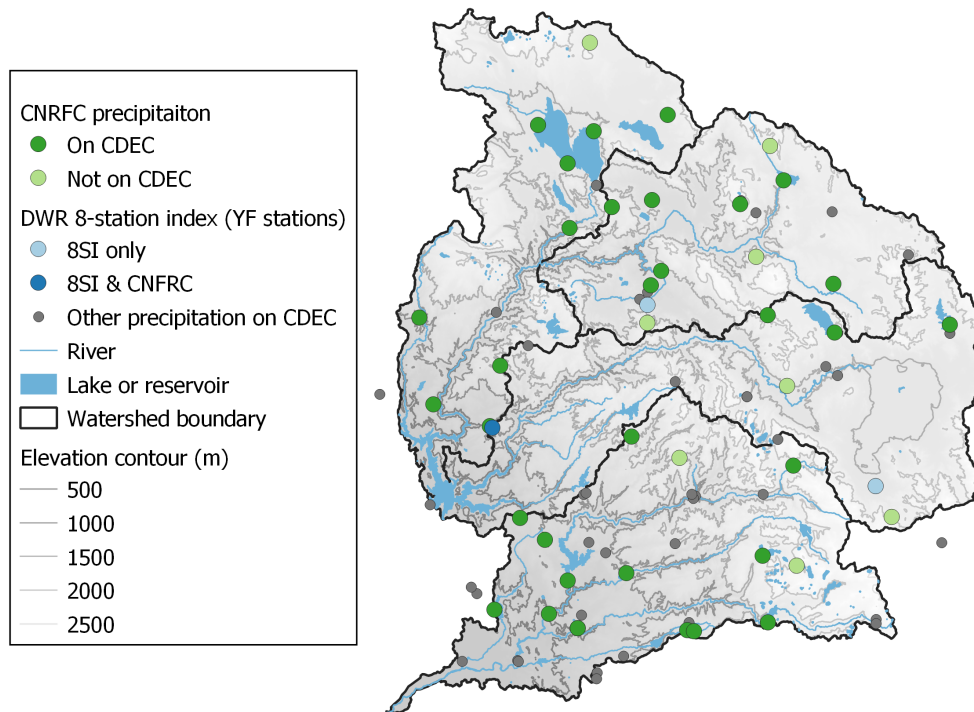 CNRFC precipitaiton
On CDEC
Not on CDEC
DWR 8-station index (YF stations)
8SI only
8SI & CNFRC
Other precipitation on CDEC
River
Lake or reservoir
Watershed boundary
Elevation contour (m)
500
1000
1500
2000
2500